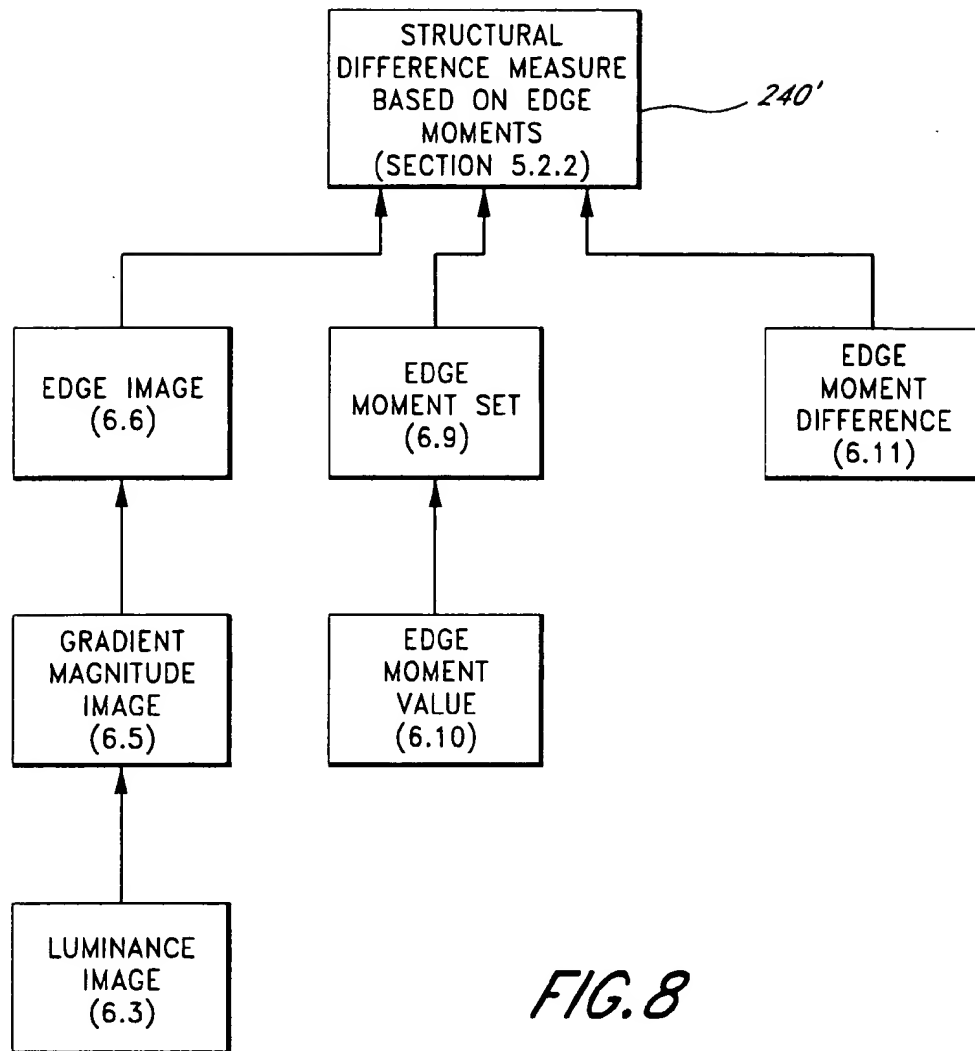 STRUCTURAL
DIFFERENCE MEASURE
BASED ON EDGE
MOMENTS
(SECTION 5.2.2)
240'
EDGE IMAGE
(6.6)
EDGE
MOMENT SET
(6.9)
EDGE
MOMENT
DIFFERENCE
(6.11)
GRADIENT
MAGNITUDE
IMAGE
(6.5)
EDGE
MOMENT
VALUE
(6.10)
LUMINANCE
IMAGE
(6.3)
FIG.8